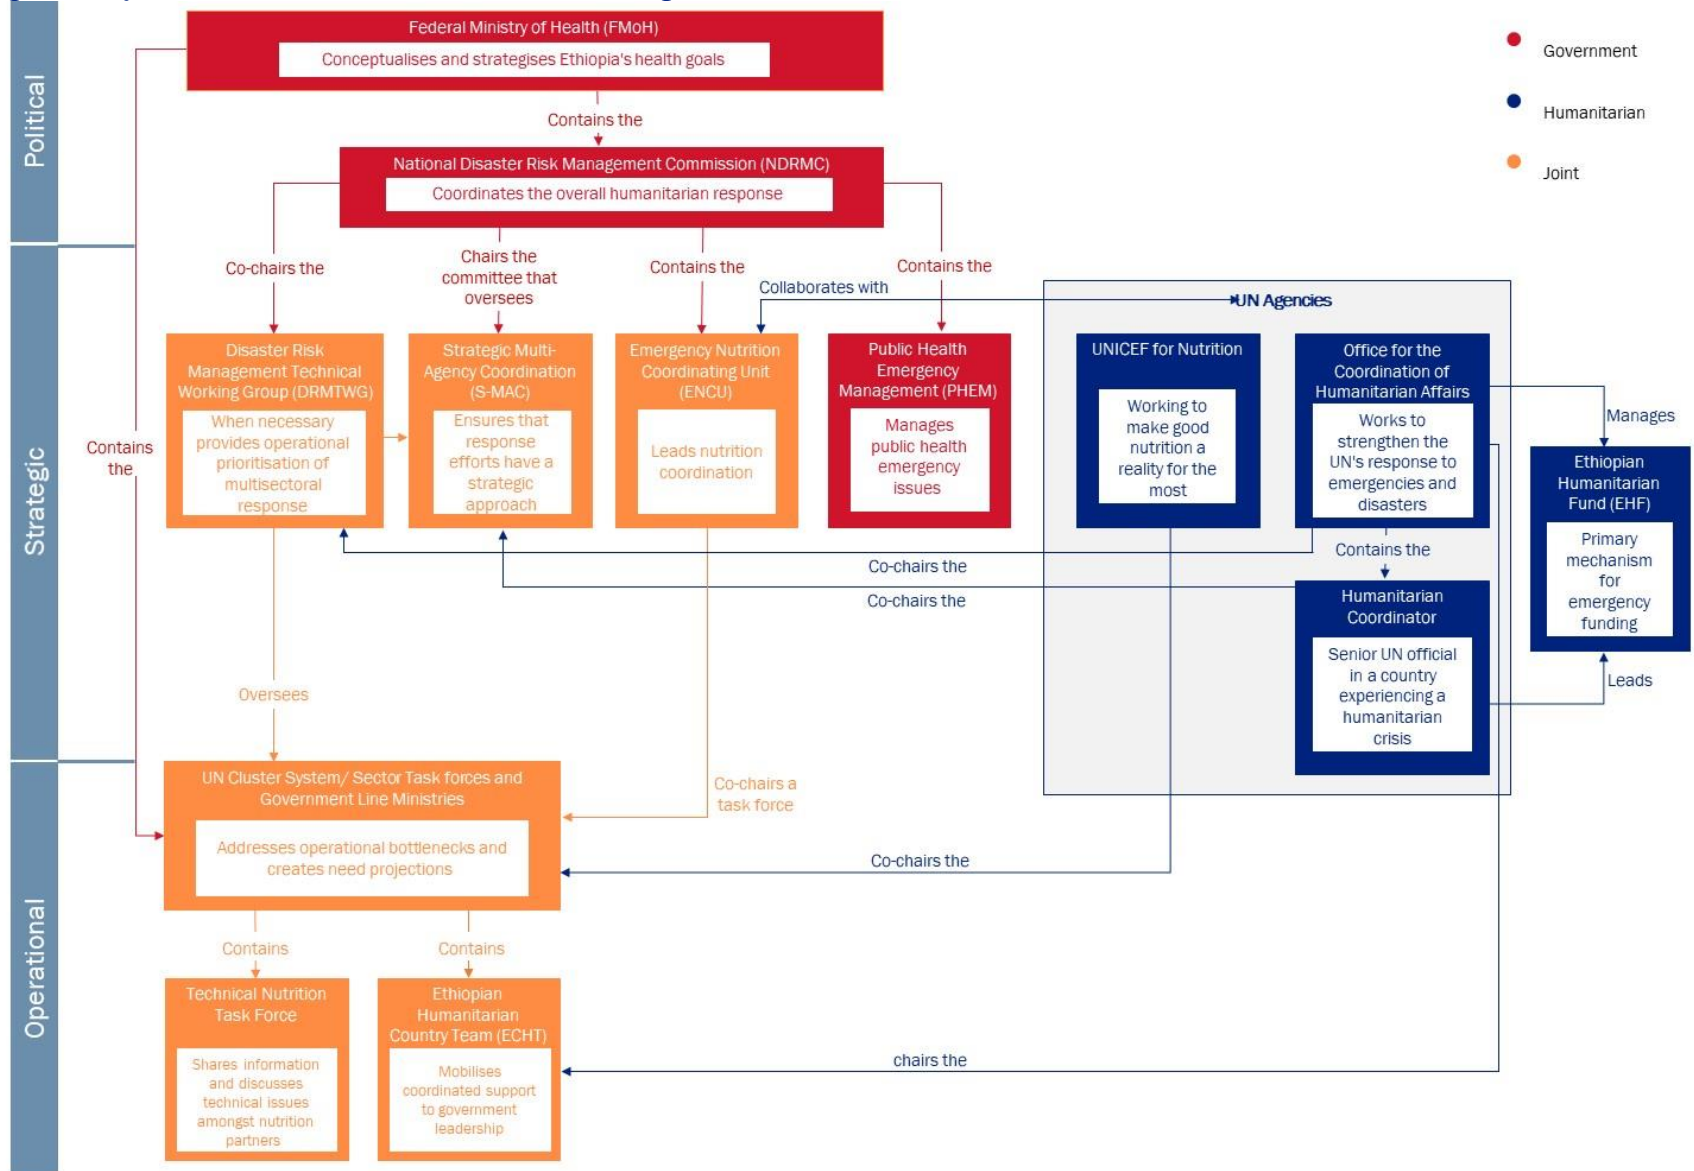 Federal Ministry of Health (FMoH)
Conceptualises and strategises Ethiopia's health goals
Government
Humanitarian
Joint
Political
Contains the
National Disaster Risk Management Commission (NDRMC)
Coordinates the overall humanitarian response
Co-chairs the
Chairs the
committee that
oversees
Contains the
Contains the
Collaborates with
UN Agencies
Strategic
Contains
the
Disaster Risk
Management Technical
Working Group (DRMTWG)
When necessary
provides operational
prioritisation of
multisectoral
response
Strategic Multi-
Agency Coordination
(S-MAC)
Ensures that
response
efforts have a
strategic
approach
Emergency Nutrition
Coordinating Unit
(ENCU)
Leads nutrition
coordination
Public Health
Emergency
Management (PHEM)
Manages
public health
emergency
issues
UNICEF for Nutrition
Working to
make good
nutrition a
reality for the
most
Office for the
Coordination of
Humanitarian Affairs
Works to
strengthen the
UN's response to
emergencies and
disasters
Manages
Ethiopian
Humanitarian
Fund (EHF)
Primary
mechanism
for
emergency
funding
Contains the
Co-chairs the
Co-chairs the
Humanitarian
Coordinator
Senior UN official
in a country
experiencing a
humanitarian
crisis
Leads
Oversees
Operational
UN Cluster System/ Sector Task forces and
Government Line Ministries
Addresses operational bottlenecks and
creates need projections
Co-chairs a
task force
Co-chairs the
Contains
Contains
Technical Nutrition
Task Force
Shares information
and discusses
technical issues
amongst nutrition
partners
Ethiopian
Humanitarian
Country Team (ECHT)
Mobilises
coordinated support
to government
leadership
chairs the